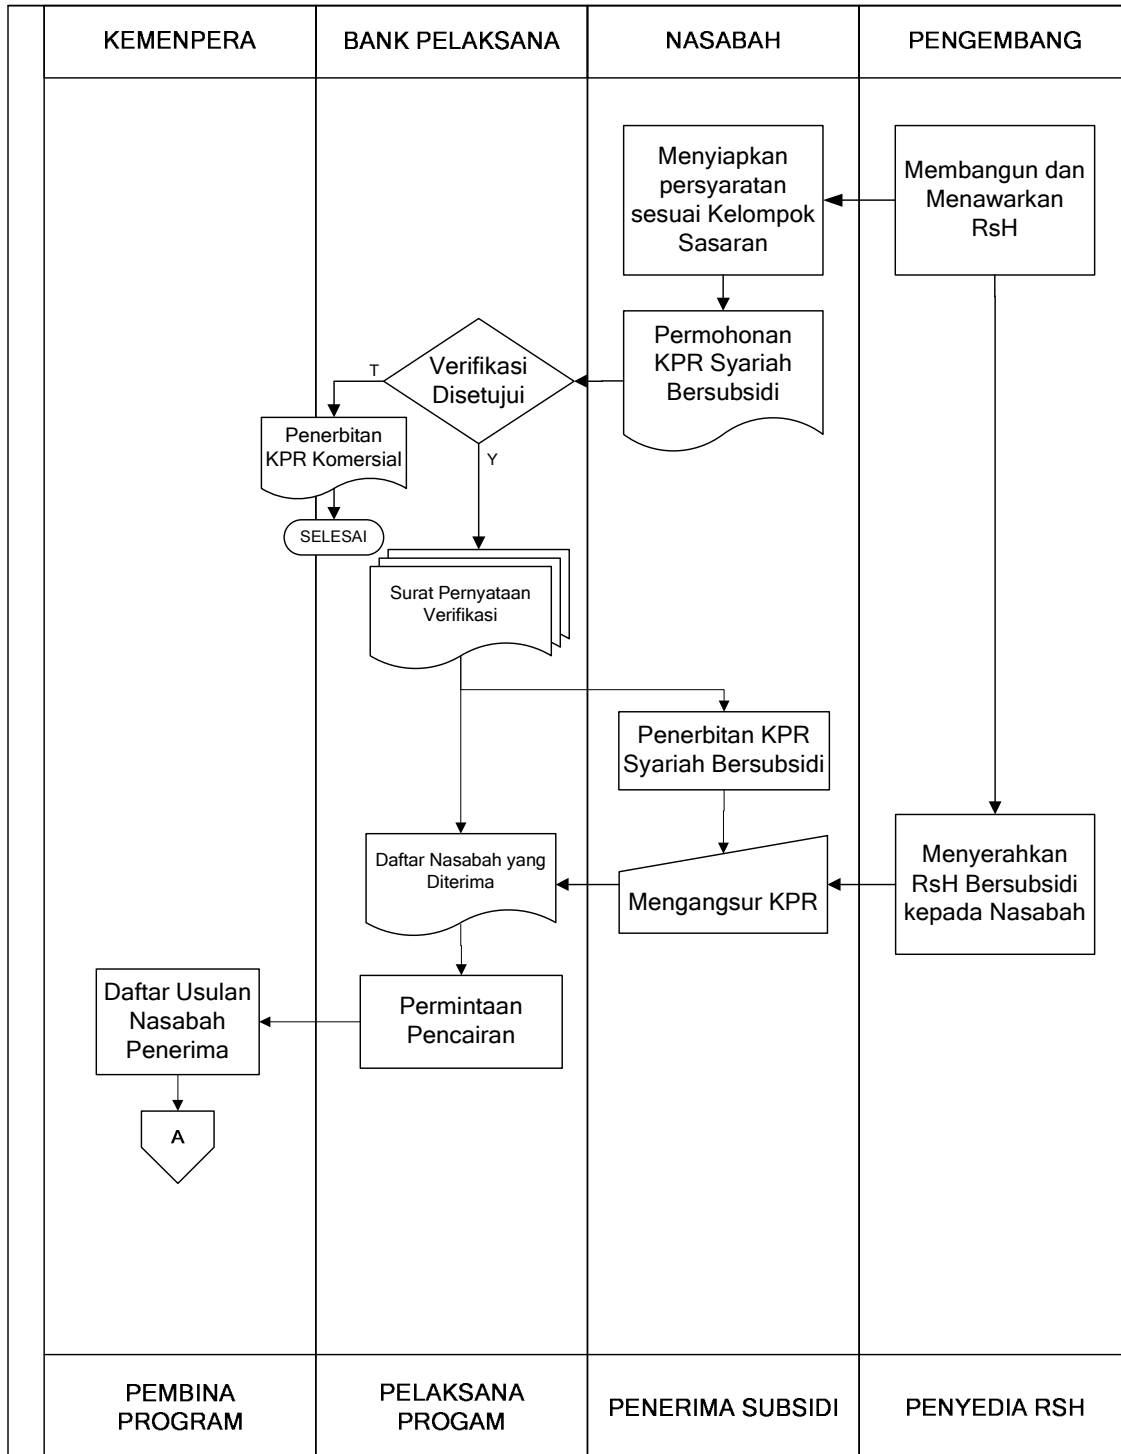 KEMENPERA
BANK PELAKSANA
NASABAH
PENGEMBANG
Menyiapkan
persyaratan
sesuai Kelompok
Sasaran
Membangun dan
Menawarkan
RsH
Permohonan
KPR Syariah
Bersubsidi
Verifikasi
Disetujui
T
Y
Penerbitan
KPR Komersial
SELESAI
Surat Pernyataan
Verifikasi
Penerbitan KPR
Syariah Bersubsidi
Daftar Nasabah yang
Diterima
Mengangsur KPR
Menyerahkan
RsH Bersubsidi
kepada Nasabah
Daftar Usulan
Nasabah
Penerima
Permintaan
Pencairan
A
PEMBINA
PROGRAM
PELAKSANA
PROGAM
PENERIMA SUBSIDI
PENYEDIA RSH